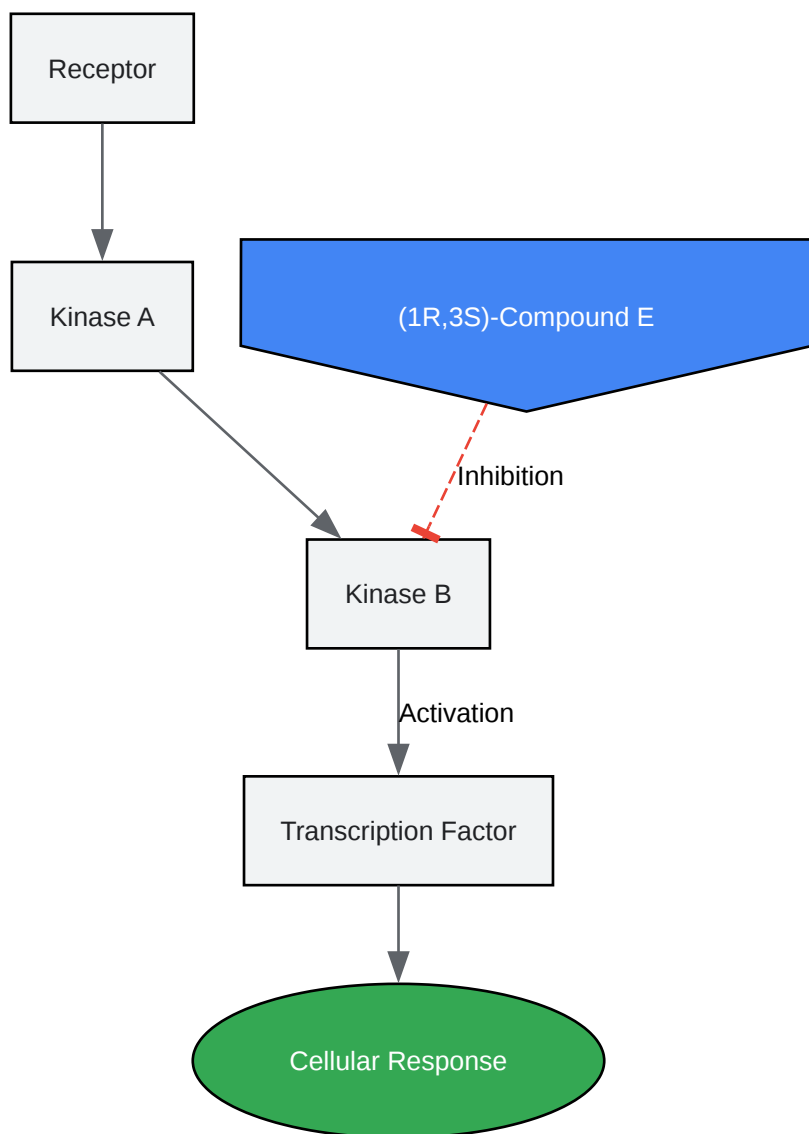 Receptor
Kinase A
(1R,3S)-Compound E
Inhibition
Kinase B
Activation
Transcription Factor
Cellular Response